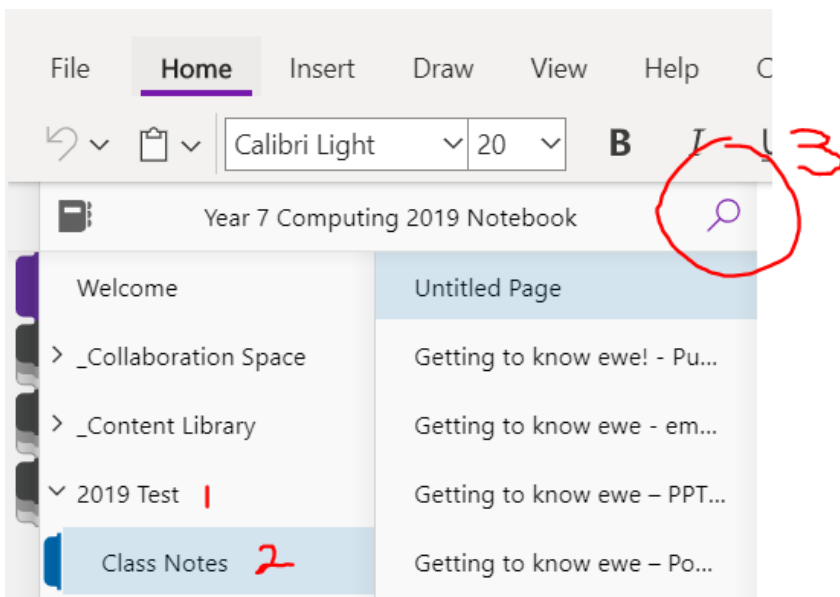 File Home Insert Draw View Help
Calibri Light 20 B I U 3
Year 7 Computing 2019 Notebook
Welcome
_Collaboration Space
_Content Library
2019 Test 1
Class Notes 2
Untitled Page
Getting to know ewe! - Pu...
Getting to know ewe - em...
Getting to know ewe – PPT...
Getting to know ewe – Po...